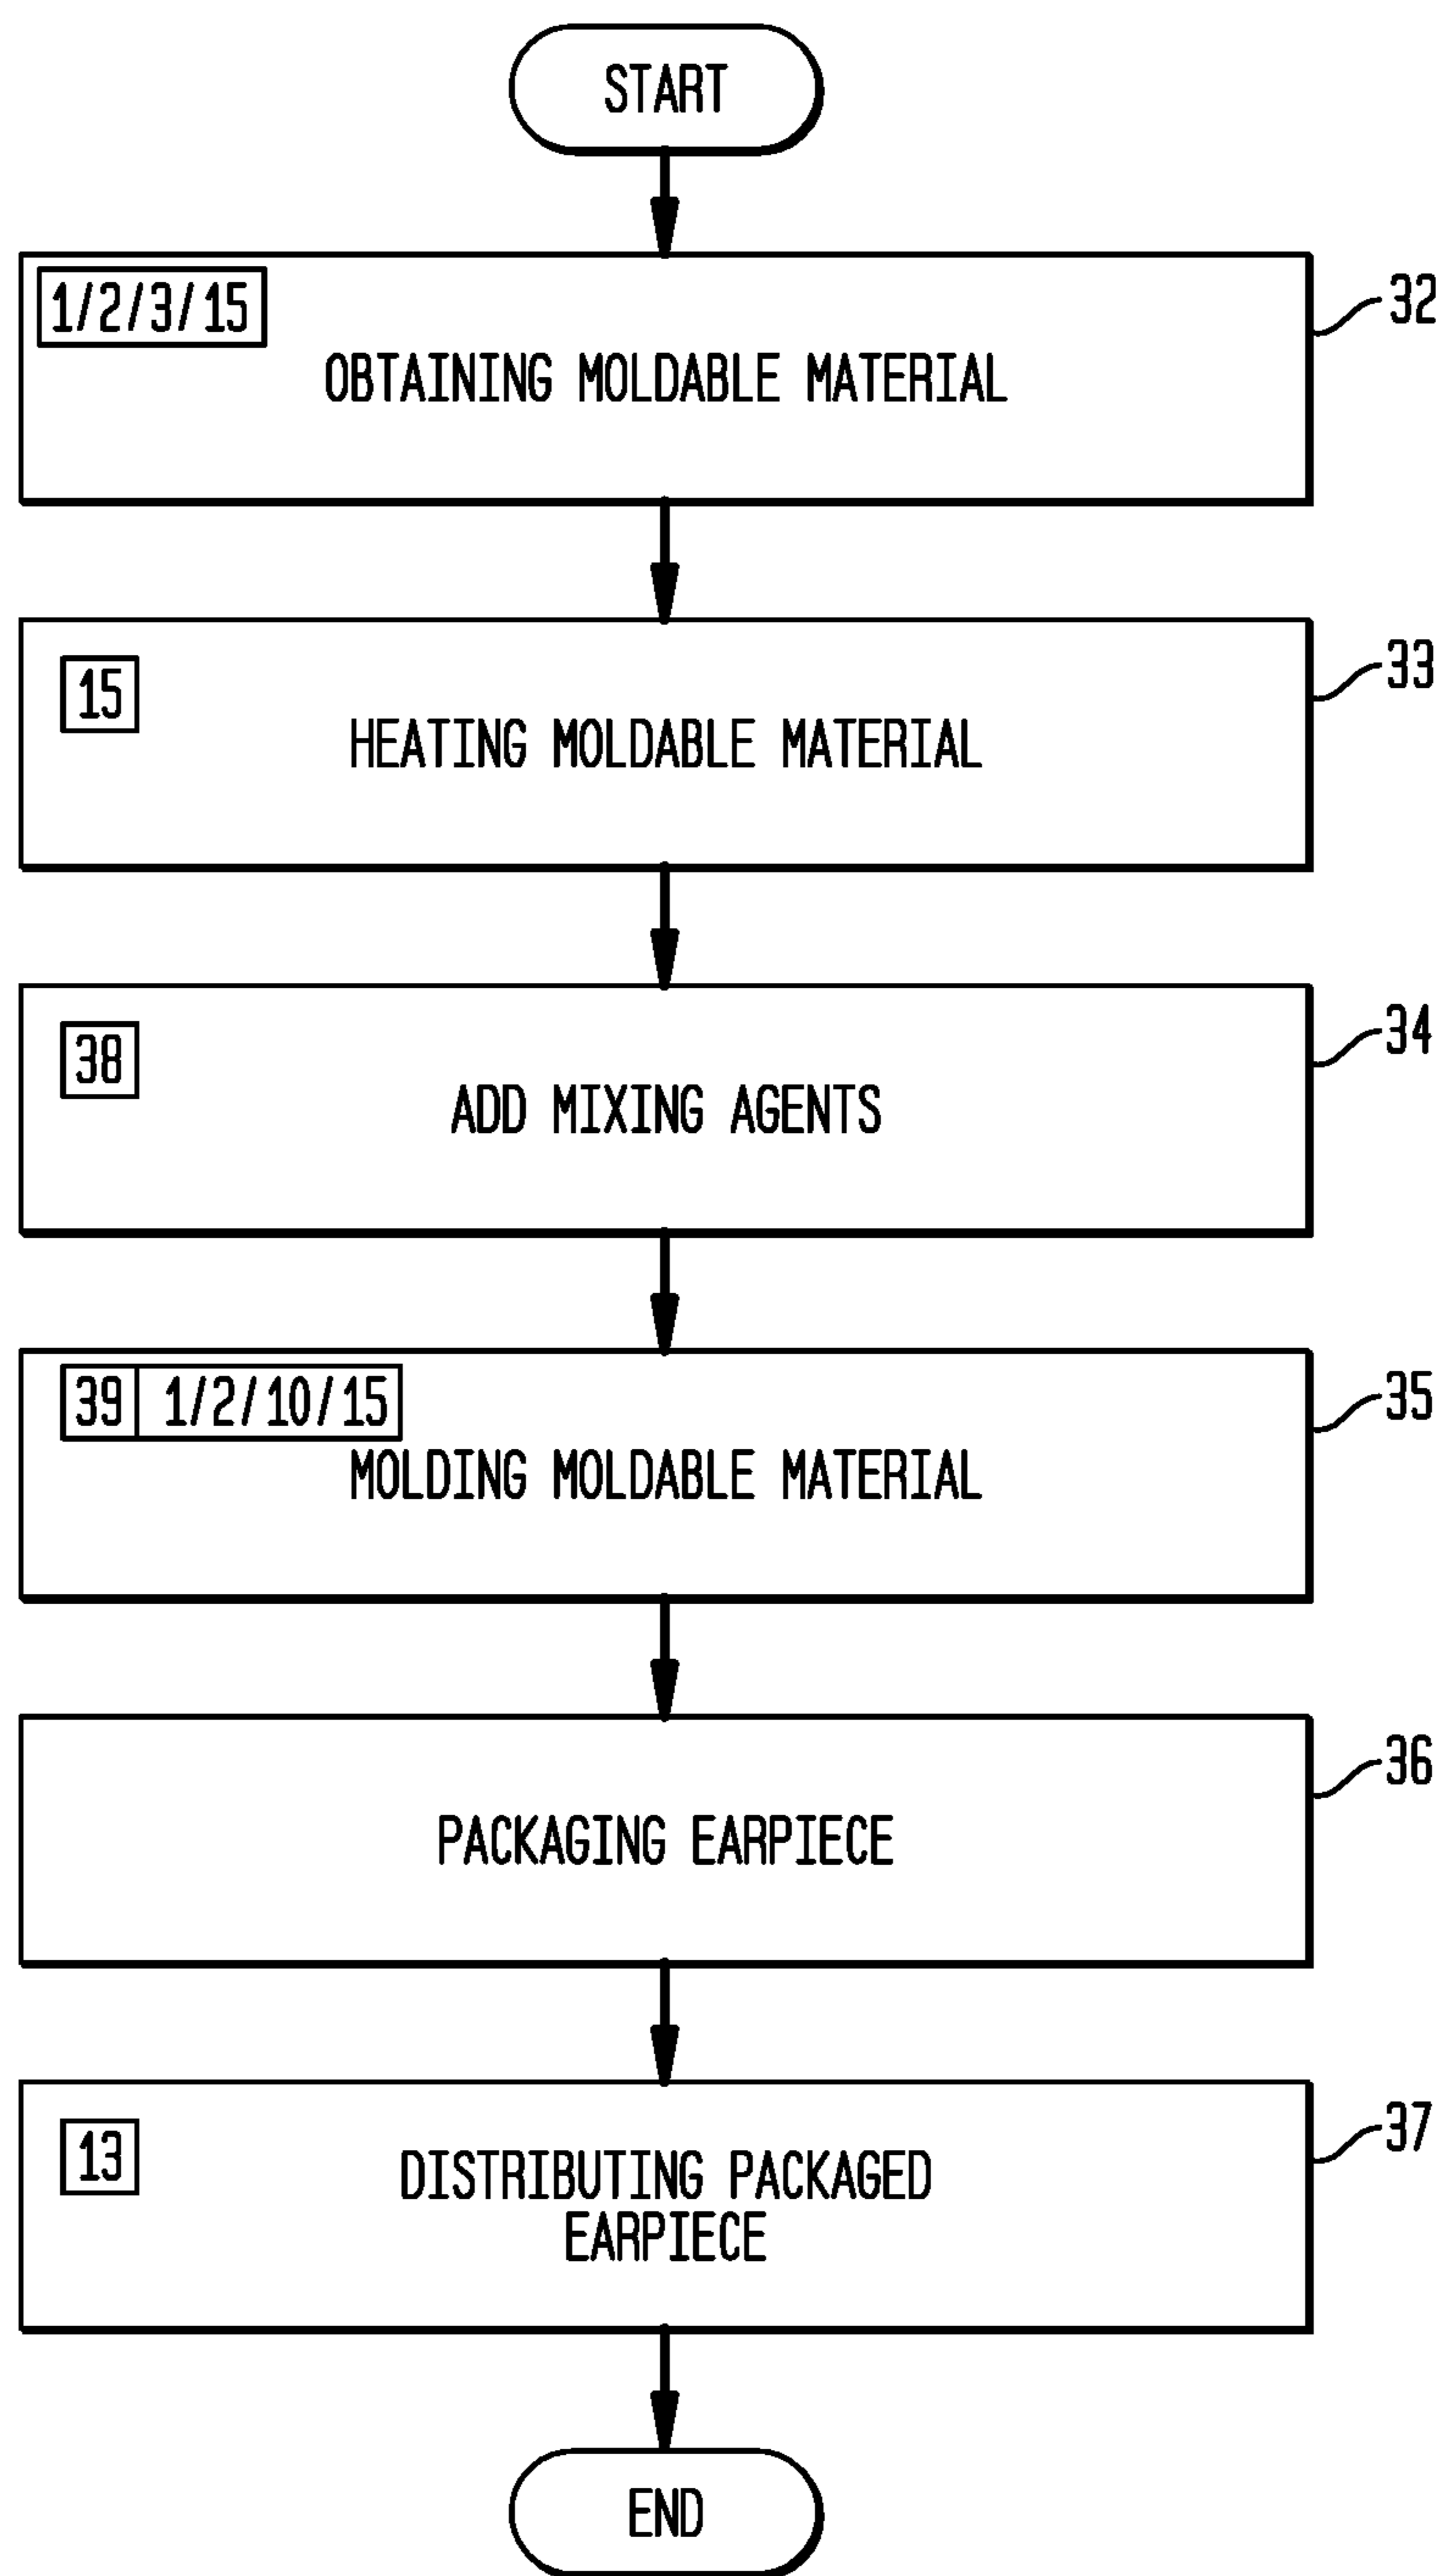 START
1/2/3/15
32
OBTAINING MOLDABLE MATERIAL
15
33
HEATING MOLDABLE MATERIAL
38
34
ADD MIXING AGENTS
39 1/2/10/15
35
MOLDING MOLDABLE MATERIAL
36
PACKAGING EARPIECE
13
37
DISTRIBUTING PACKAGED
EARPIECE
END